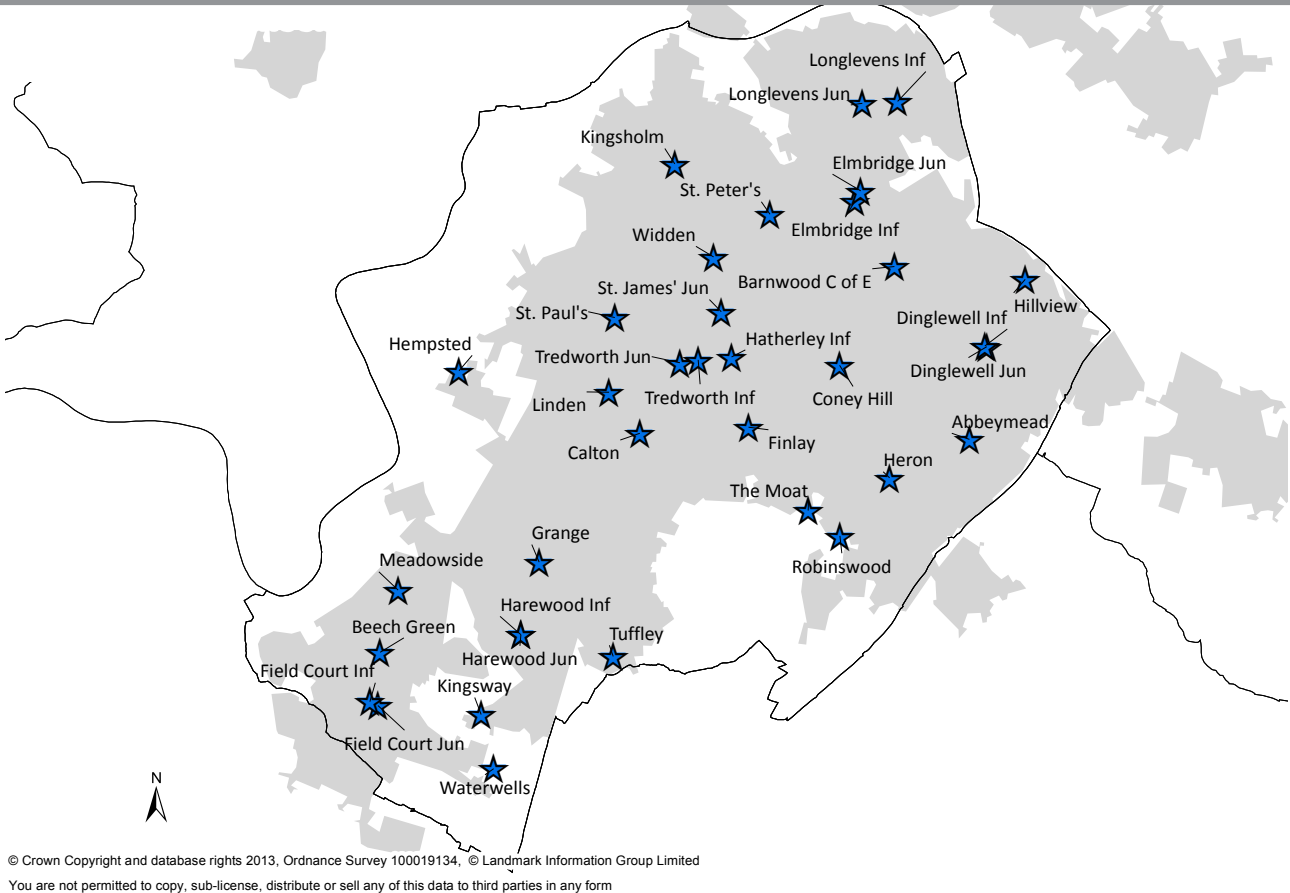 Longlevens Inf
Longlevens Jun
Kingsholm
Elmbridge Jun
St. Peter's
Elmbridge Inf
Widden
Barnwood C of E
St. James' Jun
Hillview
St. Paul's
Dinglewell Inf
Hempsted
Hatherley Inf
Tredworth Jun
Dinglewell Jun
Linden
Tredworth Inf
Coney Hill
Abbeymead
Calton
Finlay
Heron
The Moat
Grange
Meadowside
Robinswood
Harewood Inf
Beech Green
Tuffley
Harewood Jun
Field Court Inf
Kingsway
Field Court Jun
Waterwells
N
© Crown Copyright and database rights 2013, Ordnance Survey 100019134, © Landmark Information Group Limited
You are not permitted to copy, sub-license, distribute or sell any of this data to third parties in any form